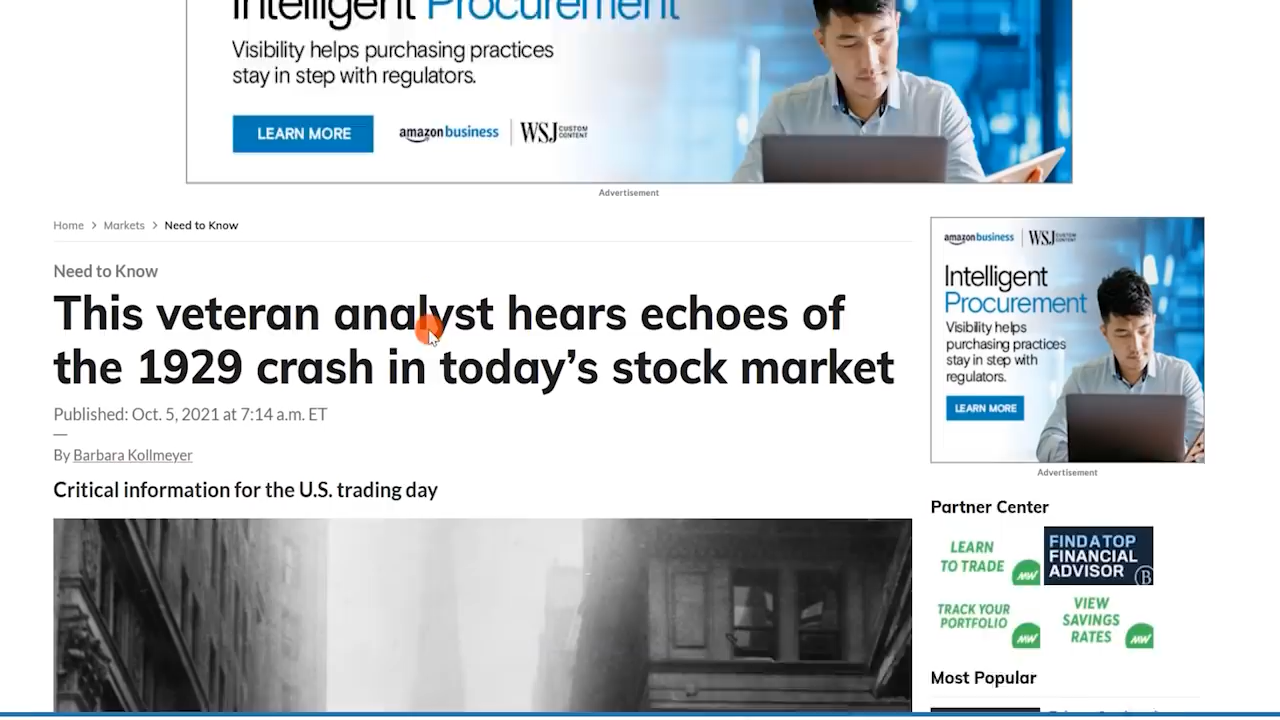 Intelligent Procurement
Visibility helps purchasing practices
stay in step with regulators.
LEARN MORE
amazon business
WSJ CUSTOM CONTENT
Advertisement
Home > Markets > Need to Know
Need to Know
This veteran analyst hears echoes of
the 1929 crash in today’s stock market
Published: Oct. 5, 2021 at 7:14 a.m. ET
By Barbara Kollmeyer
Critical information for the U.S. trading day
amazon business
WSJ CUSTOM CONTENT
Intelligent
Procurement
Visibility helps
purchasing practices
stay in step with
regulators.
LEARN MORE
Advertisement
Partner Center
LEARN
TO TRADE
MW
FIND A TOP
FINANCIAL
ADVISOR
B
TRACK YOUR
PORTFOLIO
MW
VIEW
SAVINGS
RATES
MW
Most Popular